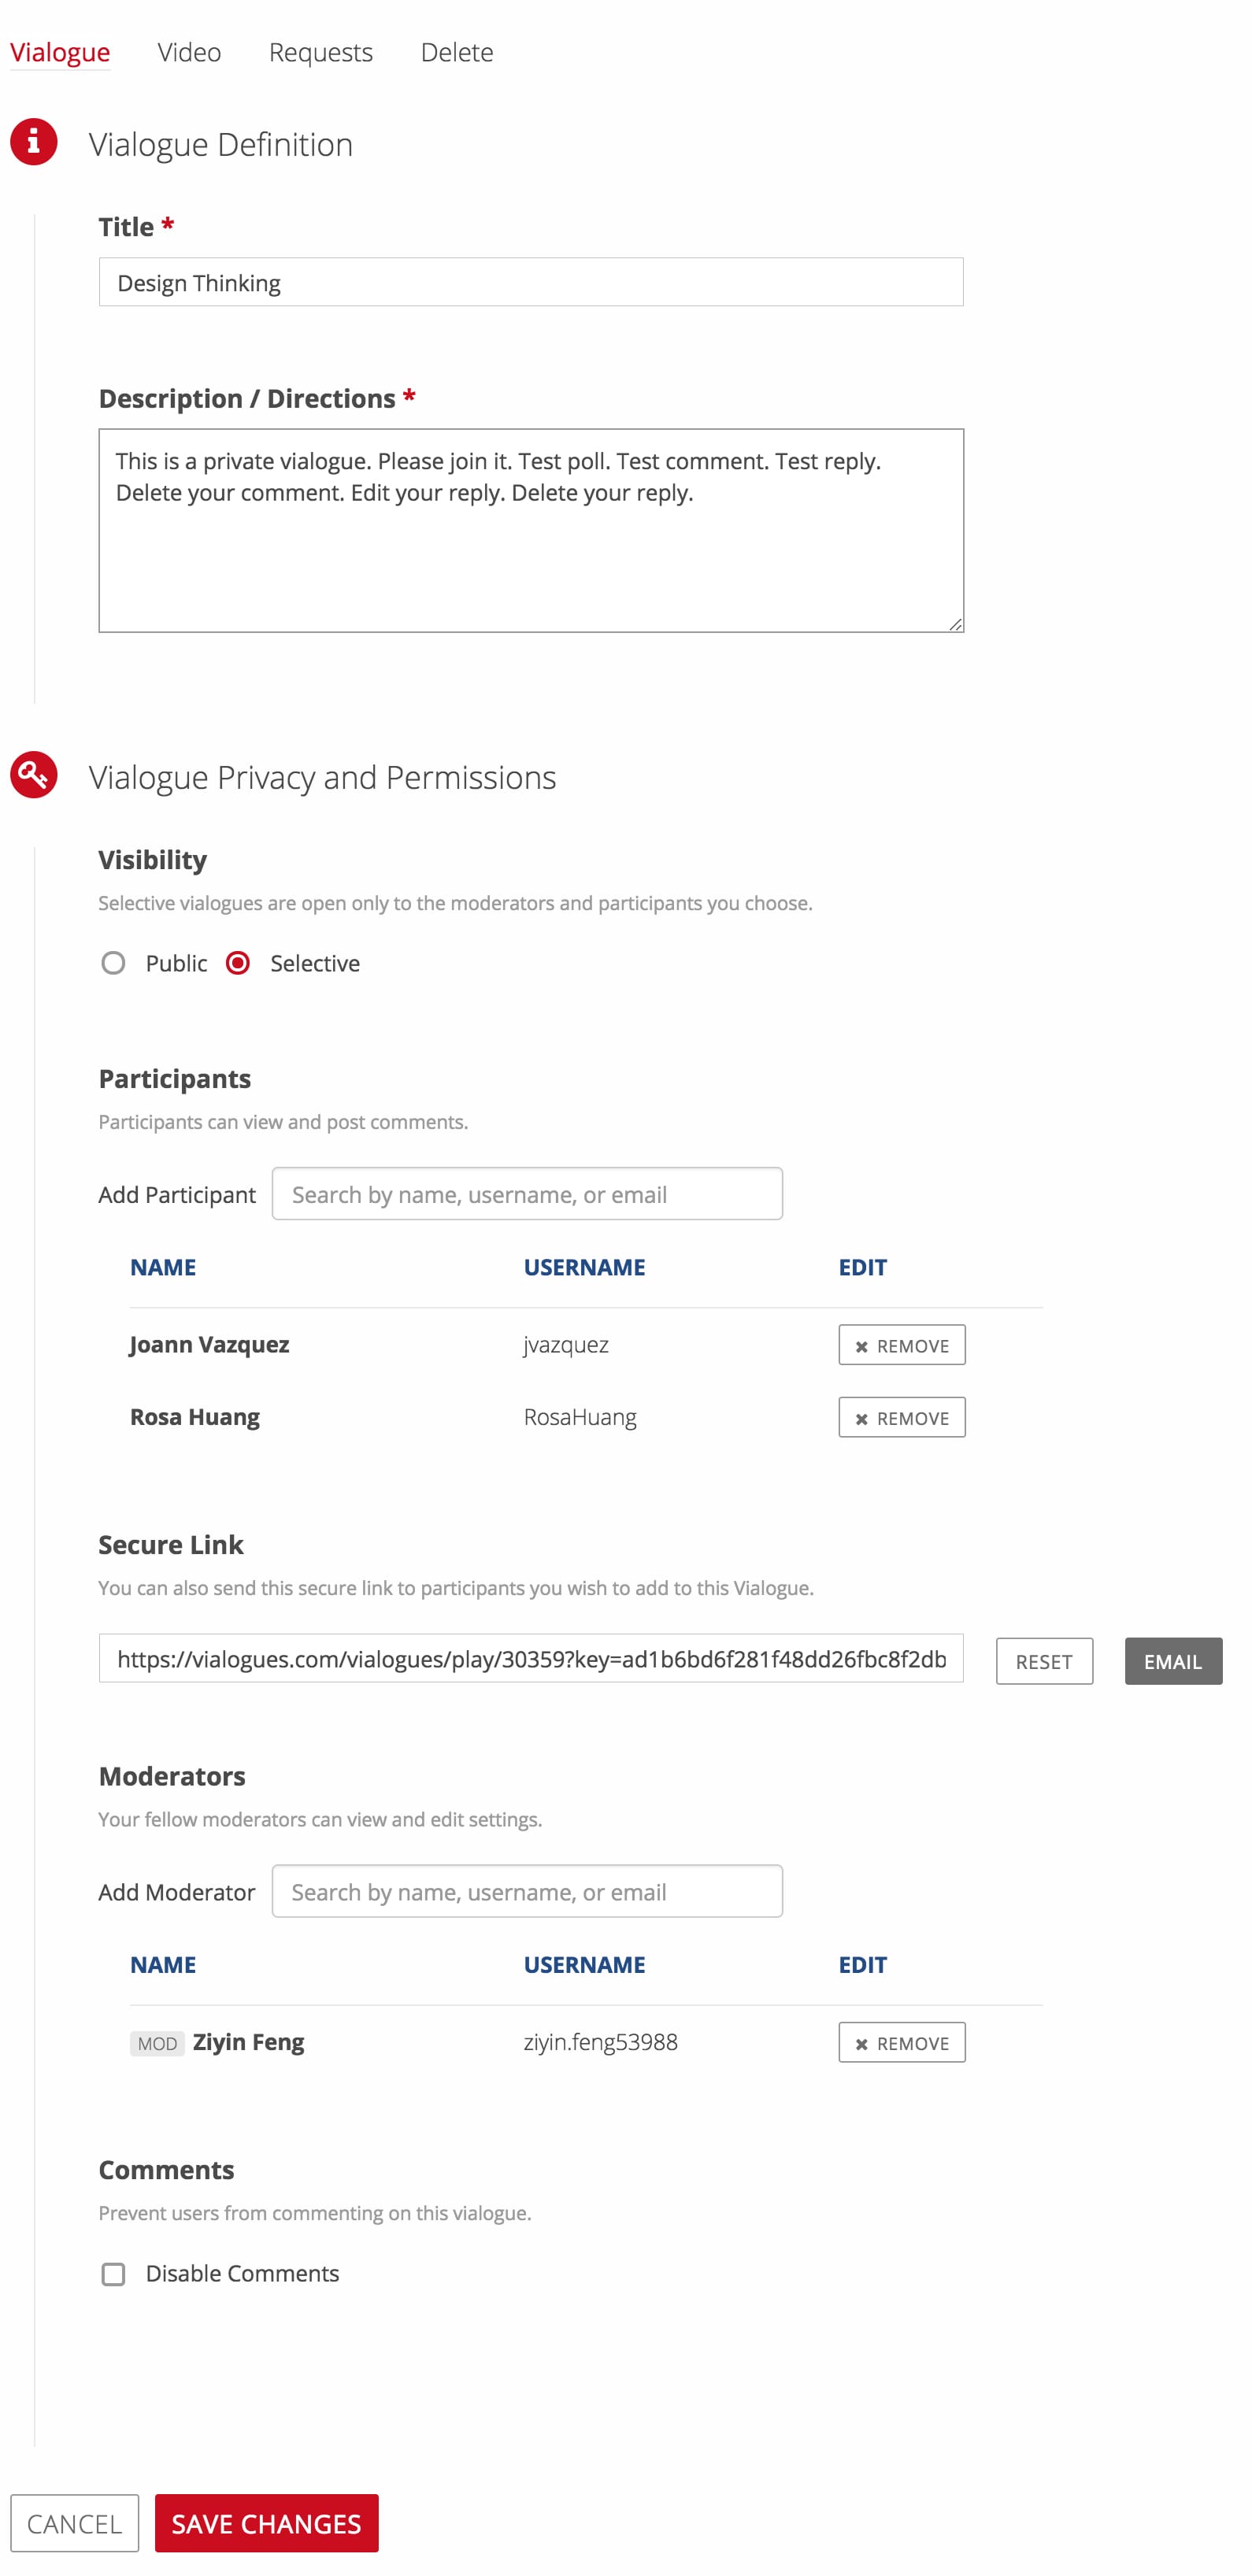 Vialogue Video Requests Delete
Vialogue Definition
Title *
Design Thinking
Description / Directions *
This is a private vialogue. Please join it. Test poll. Test comment. Test reply.
Delete your comment. Edit your reply. Delete your reply.
Vialogue Privacy and Permissions
Visibility
Selective vialogues are open only to the moderators and participants you choose.
Public Selective
Participants
Participants can view and post comments.
Add Participant Search by name, username, or email
NAME USERNAME EDIT
Joann Vazquez jvazquez ✖ REMOVE
Rosa Huang RosaHuang ✖ REMOVE
Secure Link
You can also send this secure link to participants you wish to add to this Vialogue.
https://vialogues.com/vialogues/play/30359?key=ad1b6bd6f281f48dd26fbc8f2db RESET EMAIL
Moderators
Your fellow moderators can view and edit settings.
Add Moderator Search by name, username, or email
NAME USERNAME EDIT
MOD Ziyin Feng ziyin.feng53988 ✖ REMOVE
Comments
Prevent users from commenting on this vialogue.
Disable Comments
CANCEL SAVE CHANGES